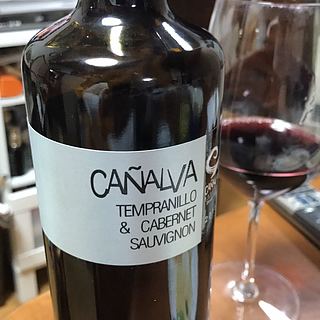 CAÑALVA
TEMPRANILLO
& CABERNET
SAUVIGNON